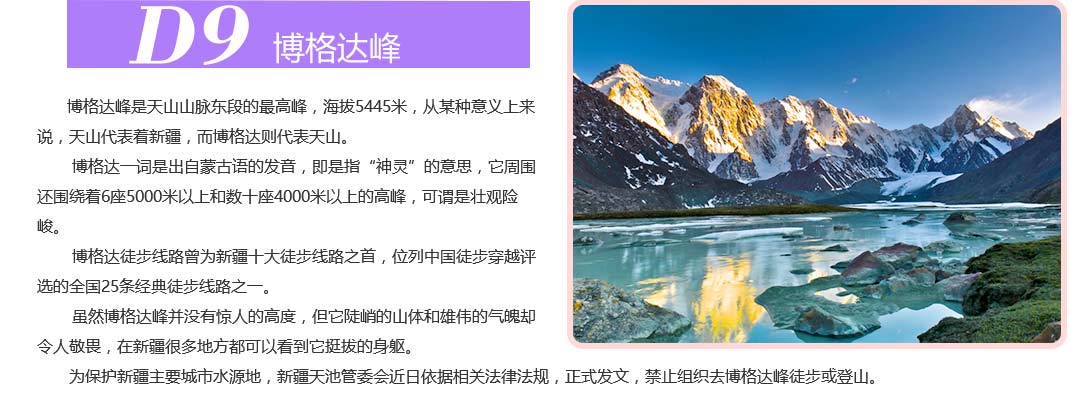 D9 博格达峰
博格达峰是天山山脉东段的最高峰，海拔5445米，从某种意义上来
说，天山代表着新疆，而博格达则代表天山。
博格达一词是出自蒙古语的发音，即是指“神灵”的意思，它周围
还围绕着6座5000米以上和数十座4000米以上的高峰，可谓是壮观险
峻。
博格达徒步线路曾为新疆十大徒步线路之首，位列中国徒步穿越评
选的全国25条经典徒步线路之一。
虽然博格达峰并没有惊人的高度，但它陡峭的山体和雄伟的气魄却
令人敬畏，在新疆很多地方都可以看到它挺拔的身躯。
为保护新疆主要城市水源地，新疆天池管委会近日依据相关法律法规，正式发文，禁止组织去博格达峰徒步或登山。